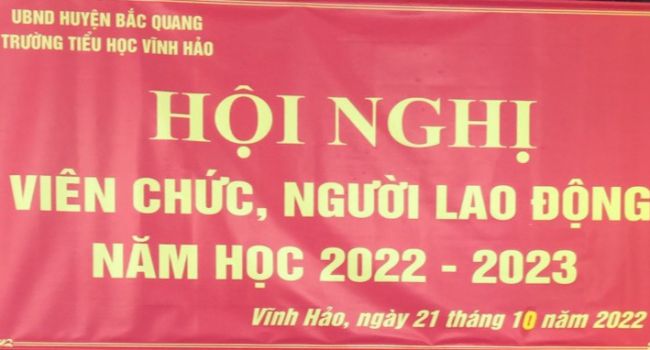 UBND HUYỆN BẮC QUANG
TRƯỜNG TIỂU HỌC VĨNH HẢO
HỘI NGHỊ
VIÊN CHỨC, NGƯỜI LAO ĐỘNG
NĂM HỌC 2022 - 2023
Vĩnh Hảo, ngày 21 tháng 10 năm 2022